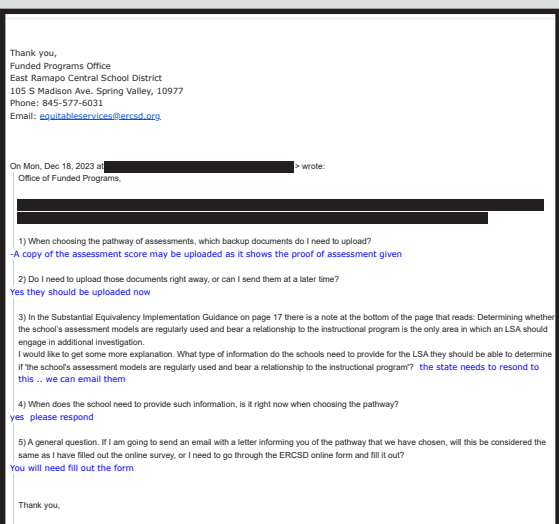 Thank you,
Funded Programs Office
East Ramapo Central School District
105 S Madison Ave. Spring Valley, 10977
Phone: 845-577-6031
Email: equitableservices@ercsd.org
On Mon, Dec 18, 2023 at > wrote:
Office of Funded Programs,
1) When choosing the pathway of assessments, which backup documents do I need to upload?
-A copy of the assessment score may be uploaded as it shows the proof of assessment given
2) Do I need to upload those documents right away, or can I send them at a later time?
Yes they should be uploaded now
3) In the Substantial Equivalency Implementation Guidance on page 17 there is a note at the bottom of the page that reads: Determining whether
the school's assessment models are regularly used and bear a relationship to the instructional program is the only area in which an LSA should
engage in additional investigation.
I would like to get some more explanation. What type of information do the schools need to provide for the LSA they should be able to determine
if 'the school's assessment models are regularly used and bear a relationship to the instructional program'? the state needs to resond to
this .. we can email them
4) When does the school need to provide such information, is it right now when choosing the pathway?
yes please respond
5) A general question. If I am going to send an email with a letter informing you of the pathway that we have chosen, will this be considered the
same as I have filled out the online survey, or I need to go through the ERCSD online form and fill it out?
You will need fill out the form
Thank you,